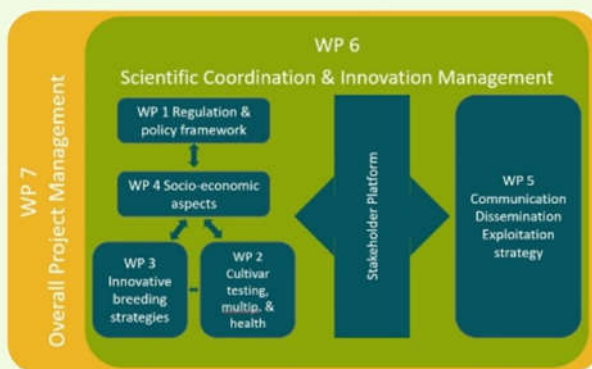 WP 7
Overall Project Management
WP 6
Scientific Coordination & Innovation Management
WP 1 Regulation &
policy framework
WP 4 Socio-economic
aspects
WP 3
Innovative
breeding
strategies
WP 2
Cultivar
testing,
multip. &
health
Stakeholder Platform
WP 5
Communication
Dissemination
Exploitation
strategy